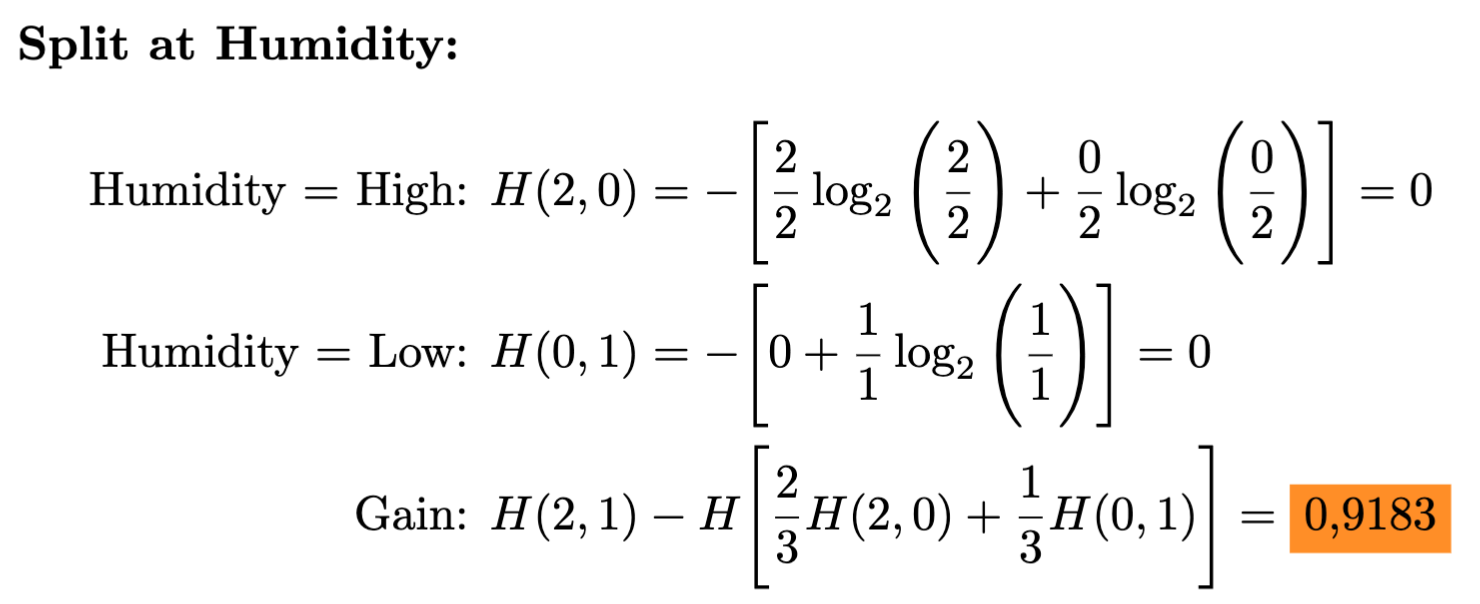 Split at Humidity:
Humidity = High: H(2, 0) = −[2/2 log₂(2/2) + 0/2 log₂(0/2)] = 0
Humidity = Low: H(0, 1) = −[0 + 1/1 log₂(1/1)] = 0
Gain: H(2, 1) − H[2/3 H(2, 0) + 1/3 H(0, 1)] = 0,9183